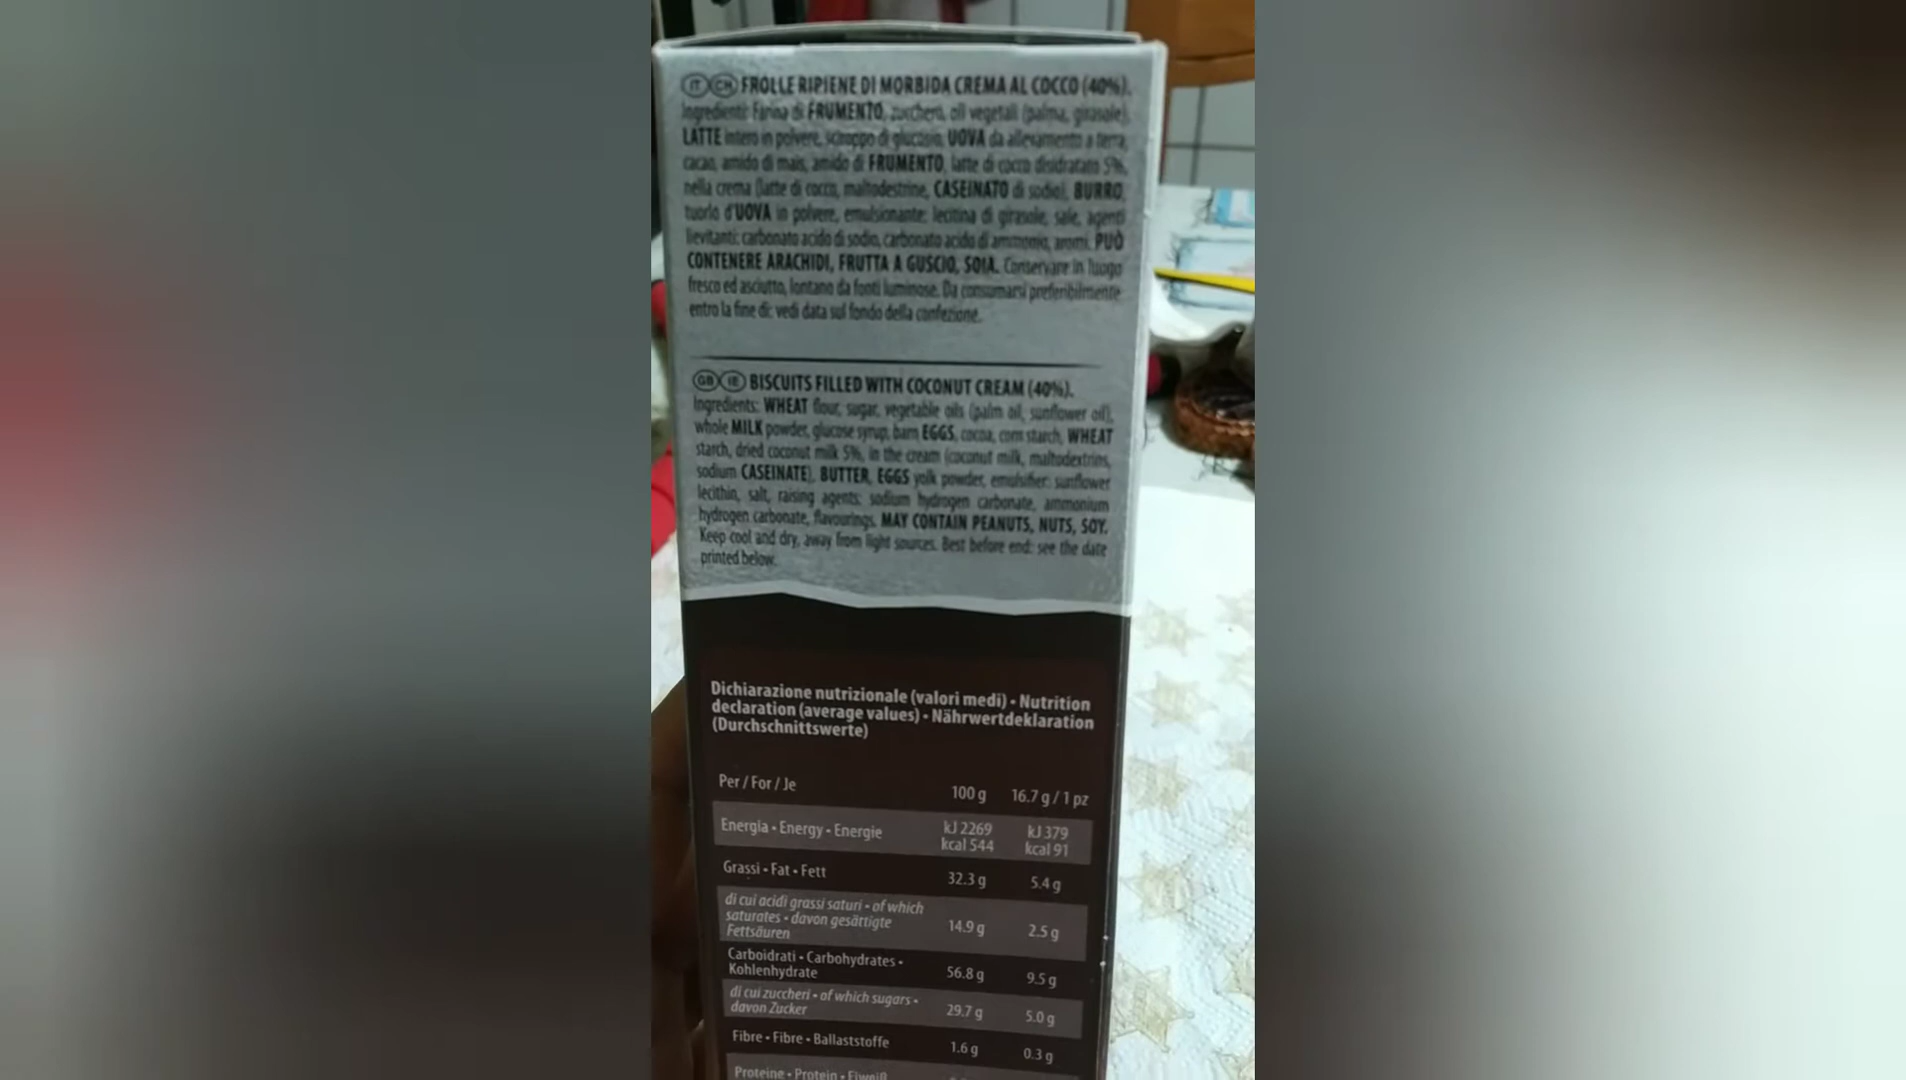 IT CH FROLLE RIPIENE DI MORBIDA CREMA AL COCCO (40%).
Ingredienti: Farina di FRUMENTO, zucchero, oli vegetali (palma, girasole),
LATTE intero in polvere, sciroppo di glucosio, UOVA da allevamento a terra,
cacao, amido di mais, amido di FRUMENTO, latte di cocco disidratato 5%,
nella crema (latte di cocco, maltodestrine, CASEINATO di sodio), BURRO,
tuorlo d'UOVA in polvere, emulsionante: lecitina di girasole, sale, agenti
lievitanti: carbonato acido di sodio, carbonato acido di ammonio, aromi. PUÒ
CONTENERE ARACHIDI, FRUTTA A GUSCIO, SOIA. Conservare in luogo
fresco ed asciutto, lontano da fonti luminose. Da consumarsi preferibilmente
entro la fine di: vedi data sul fondo della confezione.
GB IE BISCUITS FILLED WITH COCONUT CREAM (40%).
Ingredients: WHEAT flour, sugar, vegetable oils (palm oil, sunflower oil),
whole MILK powder, glucose syrup, barn EGGS, cocoa, corn starch, WHEAT
starch, dried coconut milk 5%, in the cream (coconut milk, maltodextrins,
sodium CASEINATE), BUTTER, EGGS yolk powder, emulsifier: sunflower
lecithin, salt, raising agents: sodium hydrogen carbonate, ammonium
hydrogen carbonate, flavourings. MAY CONTAIN PEANUTS, NUTS, SOY.
Keep cool and dry, away from light sources. Best before end: see the date
printed below.
Dichiarazione nutrizionale (valori medi) • Nutrition
declaration (average values) • Nährwertdeklaration
(Durchschnittswerte)
Per / For / Je 100 g 16.7 g / 1 pz
Energia • Energy • Energie kJ 2269 kJ 379
kcal 544 kcal 91
Grassi • Fat • Fett 32.3 g 5.4 g
di cui acidi grassi saturi • of which
saturates • davon gesättigte 14.9 g 2.5 g
Fettsäuren
Carboidrati • Carbohydrates •
Kohlenhydrate 56.8 g 9.5 g
di cui zuccheri • of which sugars •
davon Zucker 29.7 g 5.0 g
Fibre • Fibre • Ballaststoffe 1.6 g 0.3 g
Proteine • Protein • Eiweiß